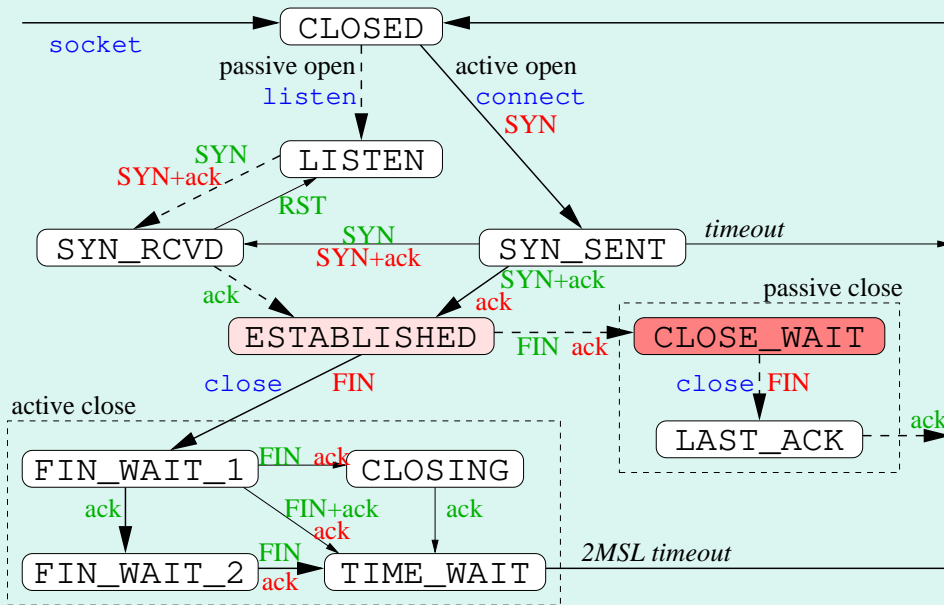 CLOSED
socket
passive open
active open
listen
connect
SYN
LISTEN
SYN
SYN+ack
RST
SYN_RCVD
SYN
SYN+ack
SYN_SENT
timeout
ack
SYN+ack
ack
passive close
ESTABLISHED
FIN ack
CLOSE_WAIT
close
FIN
close FIN
active close
LAST_ACK
ack
FIN_WAIT_1
FIN ack
CLOSING
ack
FIN+ack
ack
ack
FIN_WAIT_2
FIN
ack
TIME_WAIT
2MSL timeout